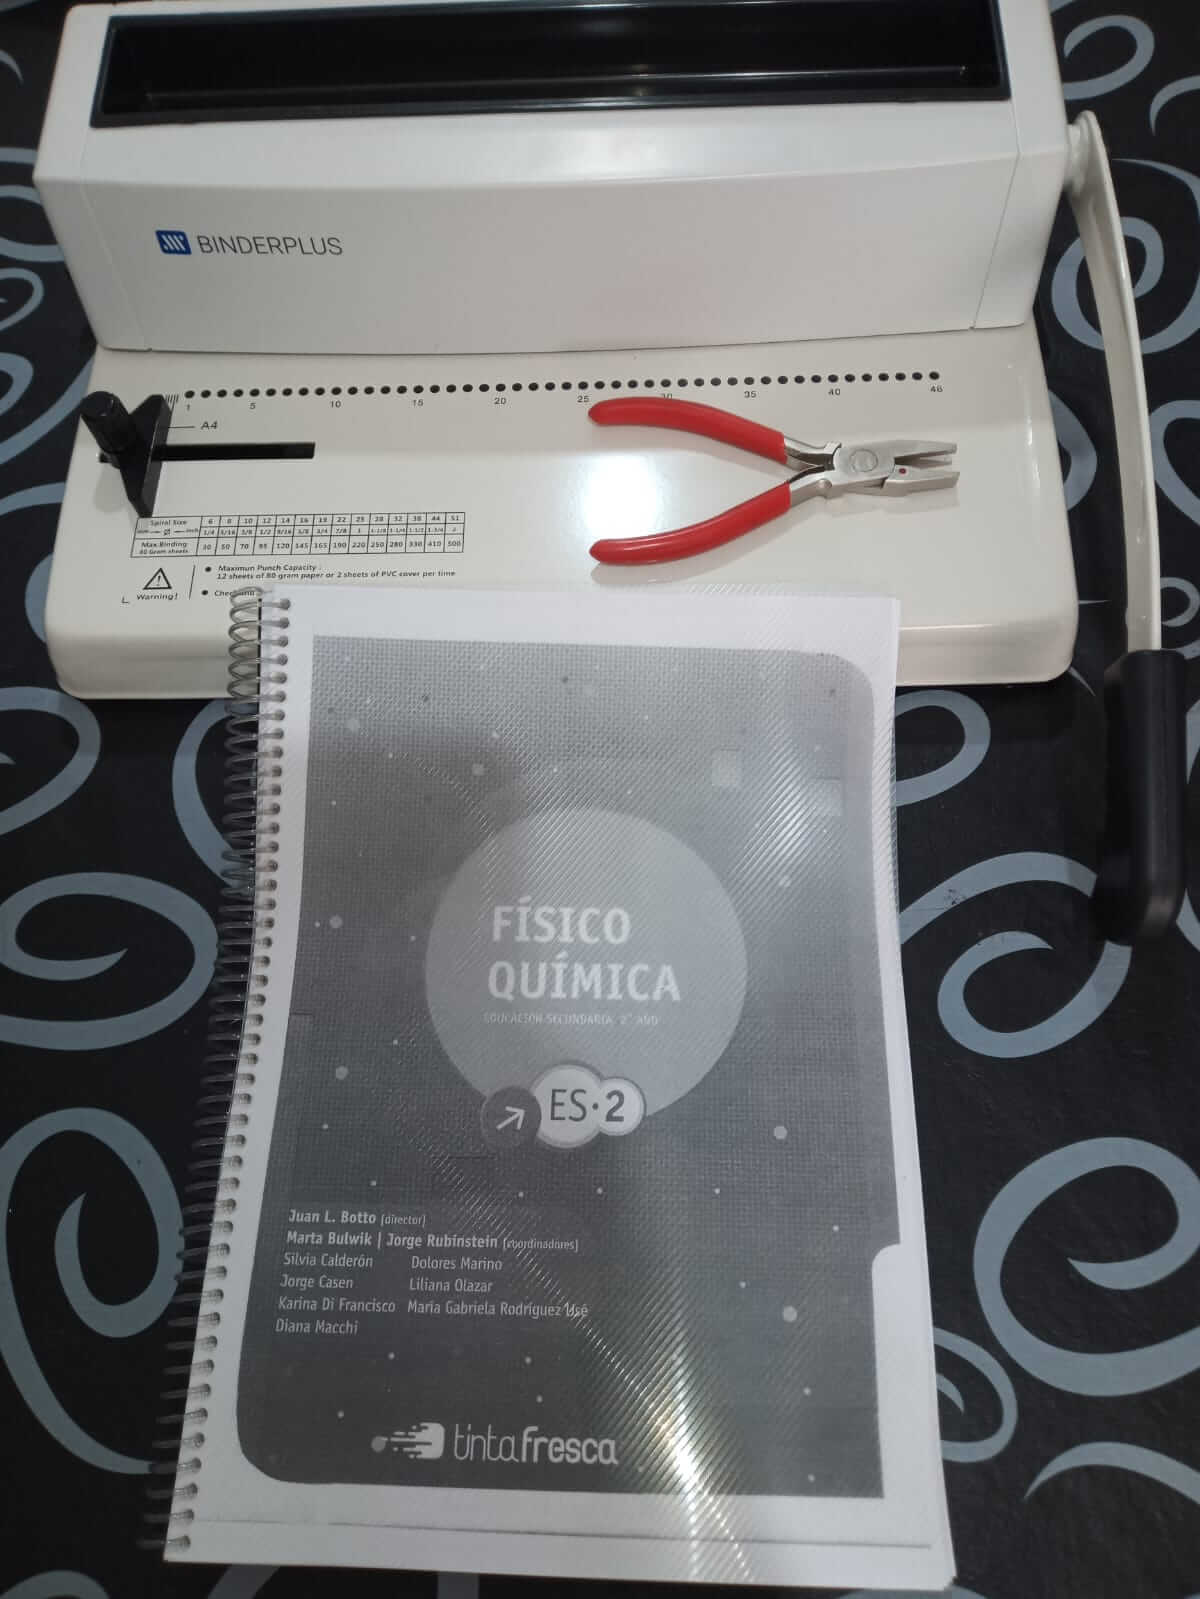 BINDERPLUS
1 5 10 15 20 25 30 35 40 46
A4
Spiral Size 6 8 10 12 14 16 19 22 25 28 32 38 44 51
mm ⌀ inch 1/4 5/16 3/8 1/2 9/16 5/8 3/4 7/8 1 1-1/8 1-1/4 1-1/2 1-3/4 2
Max.Binding 80 Gram sheets 30 50 70 95 120 145 165 190 220 250 280 330 410 500
Warning!
• Maximun Punch Capacity :
12 sheets of 80 gram paper or 2 sheets of PVC cover per time
FÍSICO
QUÍMICA
EDUCACIÓN SECUNDARIA 2° AÑO
ES·2
Juan L. Botto (director)
Marta Bulwik | Jorge Rubinstein (coordinadores)
Silvia Calderón Dolores Marino
Jorge Casen Liliana Olazar
Karina Di Francisco María Gabriela Rodríguez Usé
Diana Macchi
tinta fresca